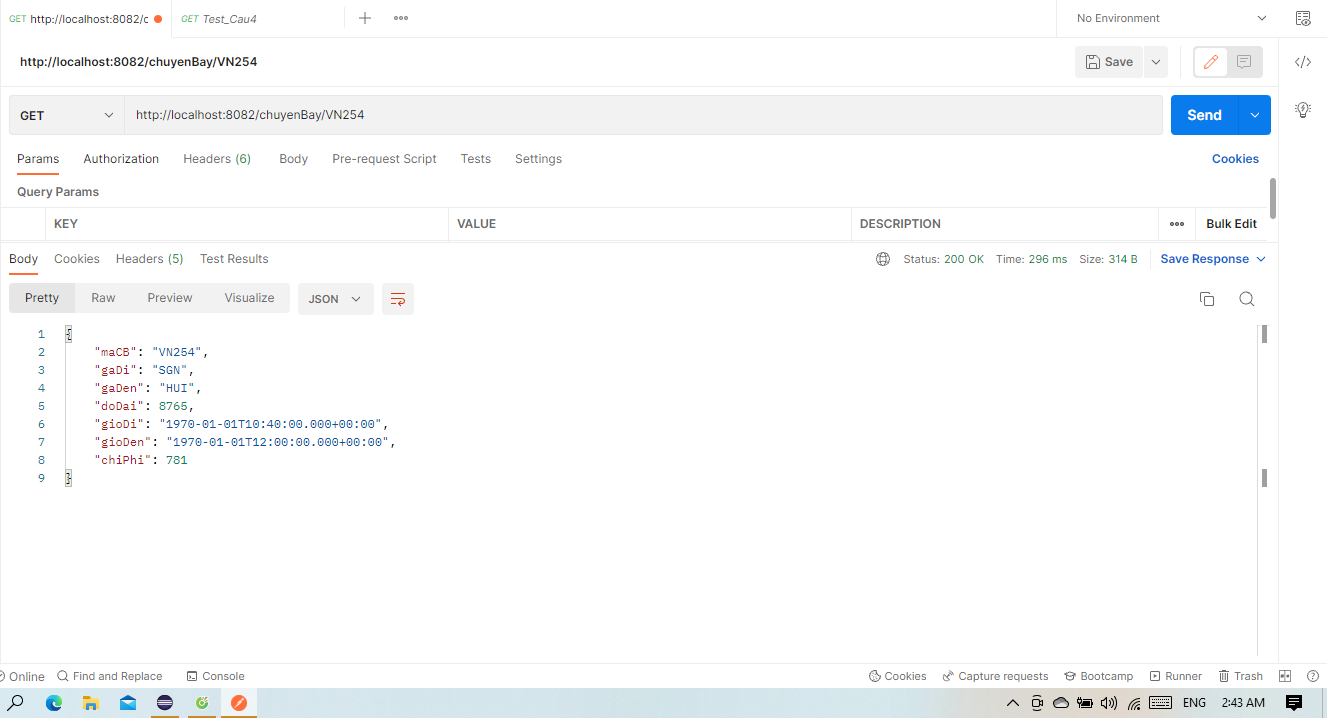 GET http://localhost:8082/c
GET Test_Cau4
No Environment
http://localhost:8082/chuyenBay/VN254
Save
GET http://localhost:8082/chuyenBay/VN254 Send
Params Authorization Headers (6) Body Pre-request Script Tests Settings Cookies
Query Params
KEY VALUE DESCRIPTION Bulk Edit
Body Cookies Headers (5) Test Results Status: 200 OK Time: 296 ms Size: 314 B Save Response
Pretty Raw Preview Visualize JSON
1 {
2 "maCB": "VN254",
3 "gaDi": "SGN",
4 "gaDen": "HUI",
5 "doDai": 8765,
6 "gioDi": "1970-01-01T10:40:00.000+00:00",
7 "gioDen": "1970-01-01T12:00:00.000+00:00",
8 "chiPhi": 781
9 }
Online Find and Replace Console Cookies Capture requests Bootcamp Runner Trash
ENG 2:43 AM